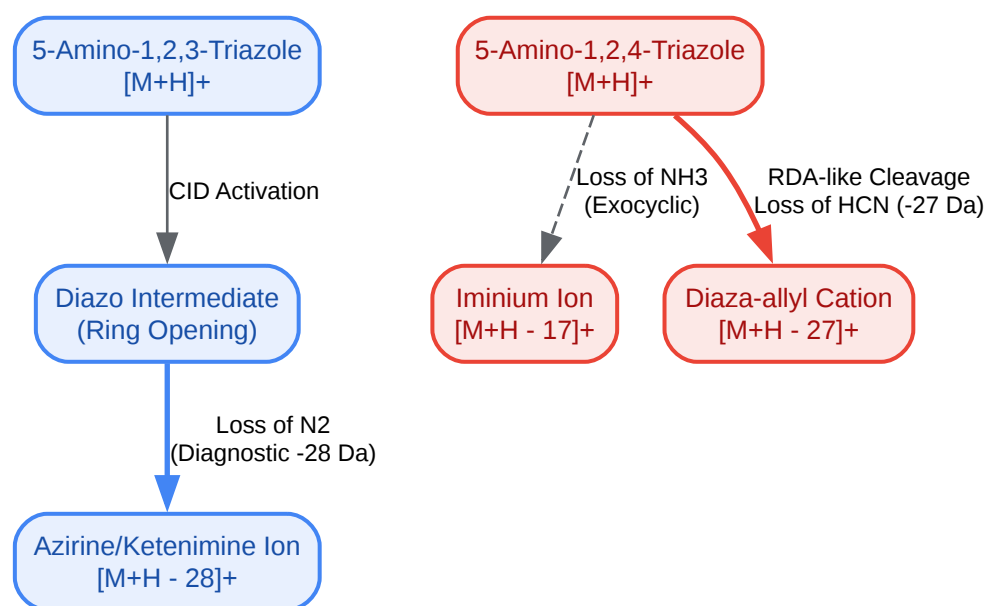 5-Amino-1,2,3-Triazole
[M+H]+
5-Amino-1,2,4-Triazole
[M+H]+
CID Activation
Loss of NH3
(Exocyclic)
RDA-like Cleavage
Loss of HCN (-27 Da)
Diazo Intermediate
(Ring Opening)
Iminium Ion
[M+H - 17]+
Diaza-allyl Cation
[M+H - 27]+
Loss of N2
(Diagnostic -28 Da)
Azirine/Ketenimine Ion
[M+H - 28]+